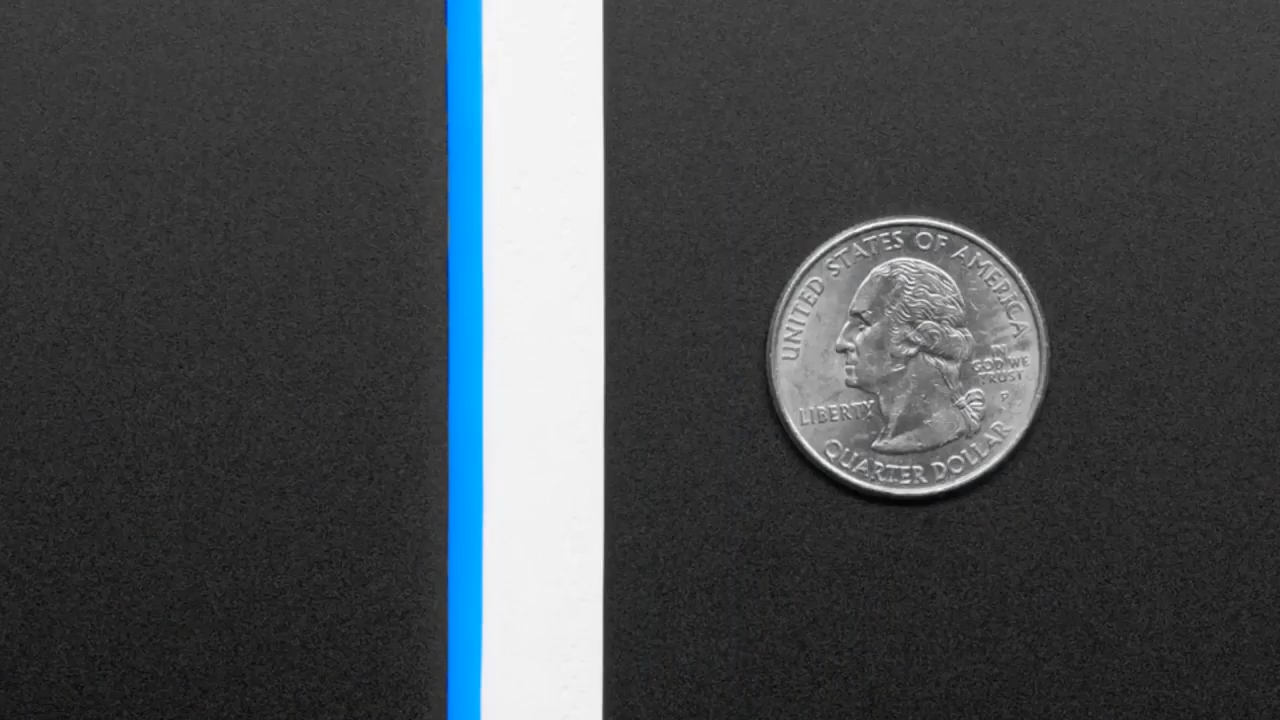 UNITED STATES OF AMERICA
IN
GOD WE
TRUST
P
LIBERTY
QUARTER DOLLAR